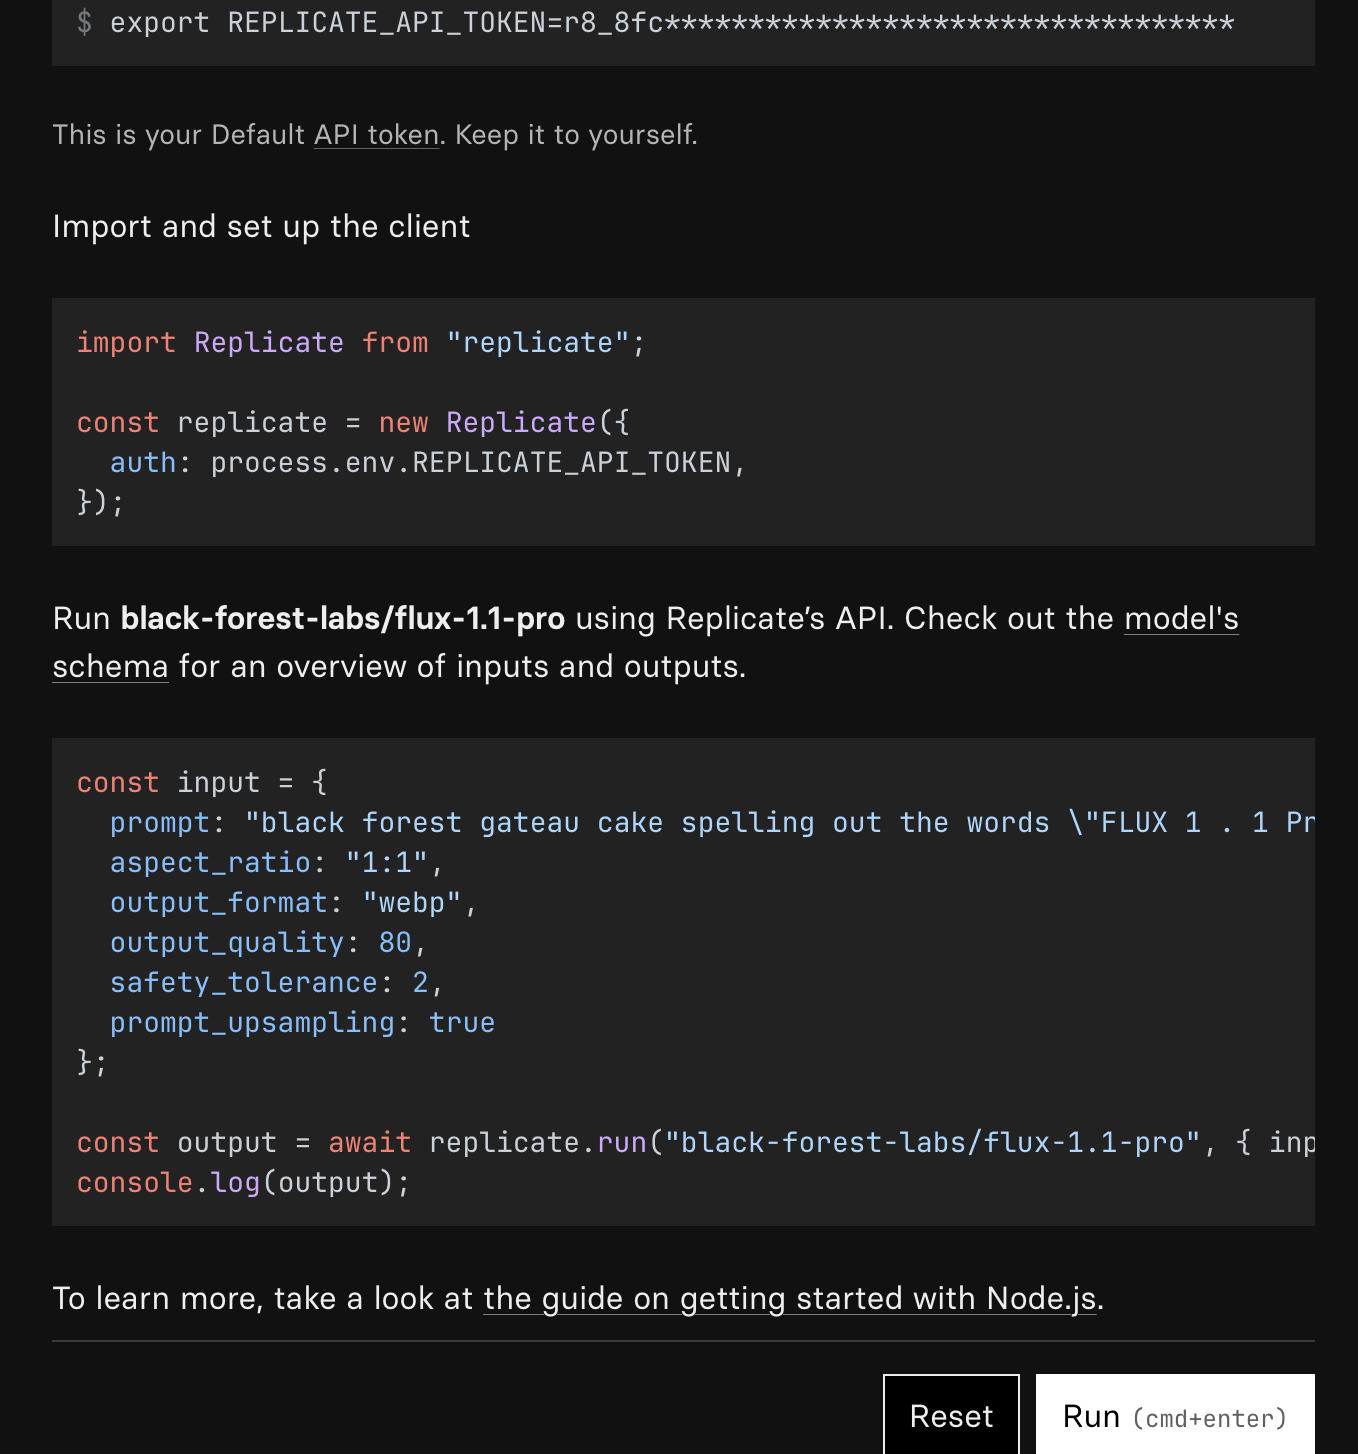 $ export REPLICATE_API_TOKEN=r8_8fc**********************************
This is your Default API token. Keep it to yourself.
Import and set up the client
import Replicate from "replicate";
const replicate = new Replicate({
  auth: process.env.REPLICATE_API_TOKEN,
});
Run black-forest-labs/flux-1.1-pro using Replicate’s API. Check out the model's
schema for an overview of inputs and outputs.
const input = {
  prompt: "black forest gateau cake spelling out the words \"FLUX 1 . 1 Pr
  aspect_ratio: "1:1",
  output_format: "webp",
  output_quality: 80,
  safety_tolerance: 2,
  prompt_upsampling: true
};
const output = await replicate.run("black-forest-labs/flux-1.1-pro", { inp
console.log(output);
To learn more, take a look at the guide on getting started with Node.js.
Reset
Run (cmd+enter)